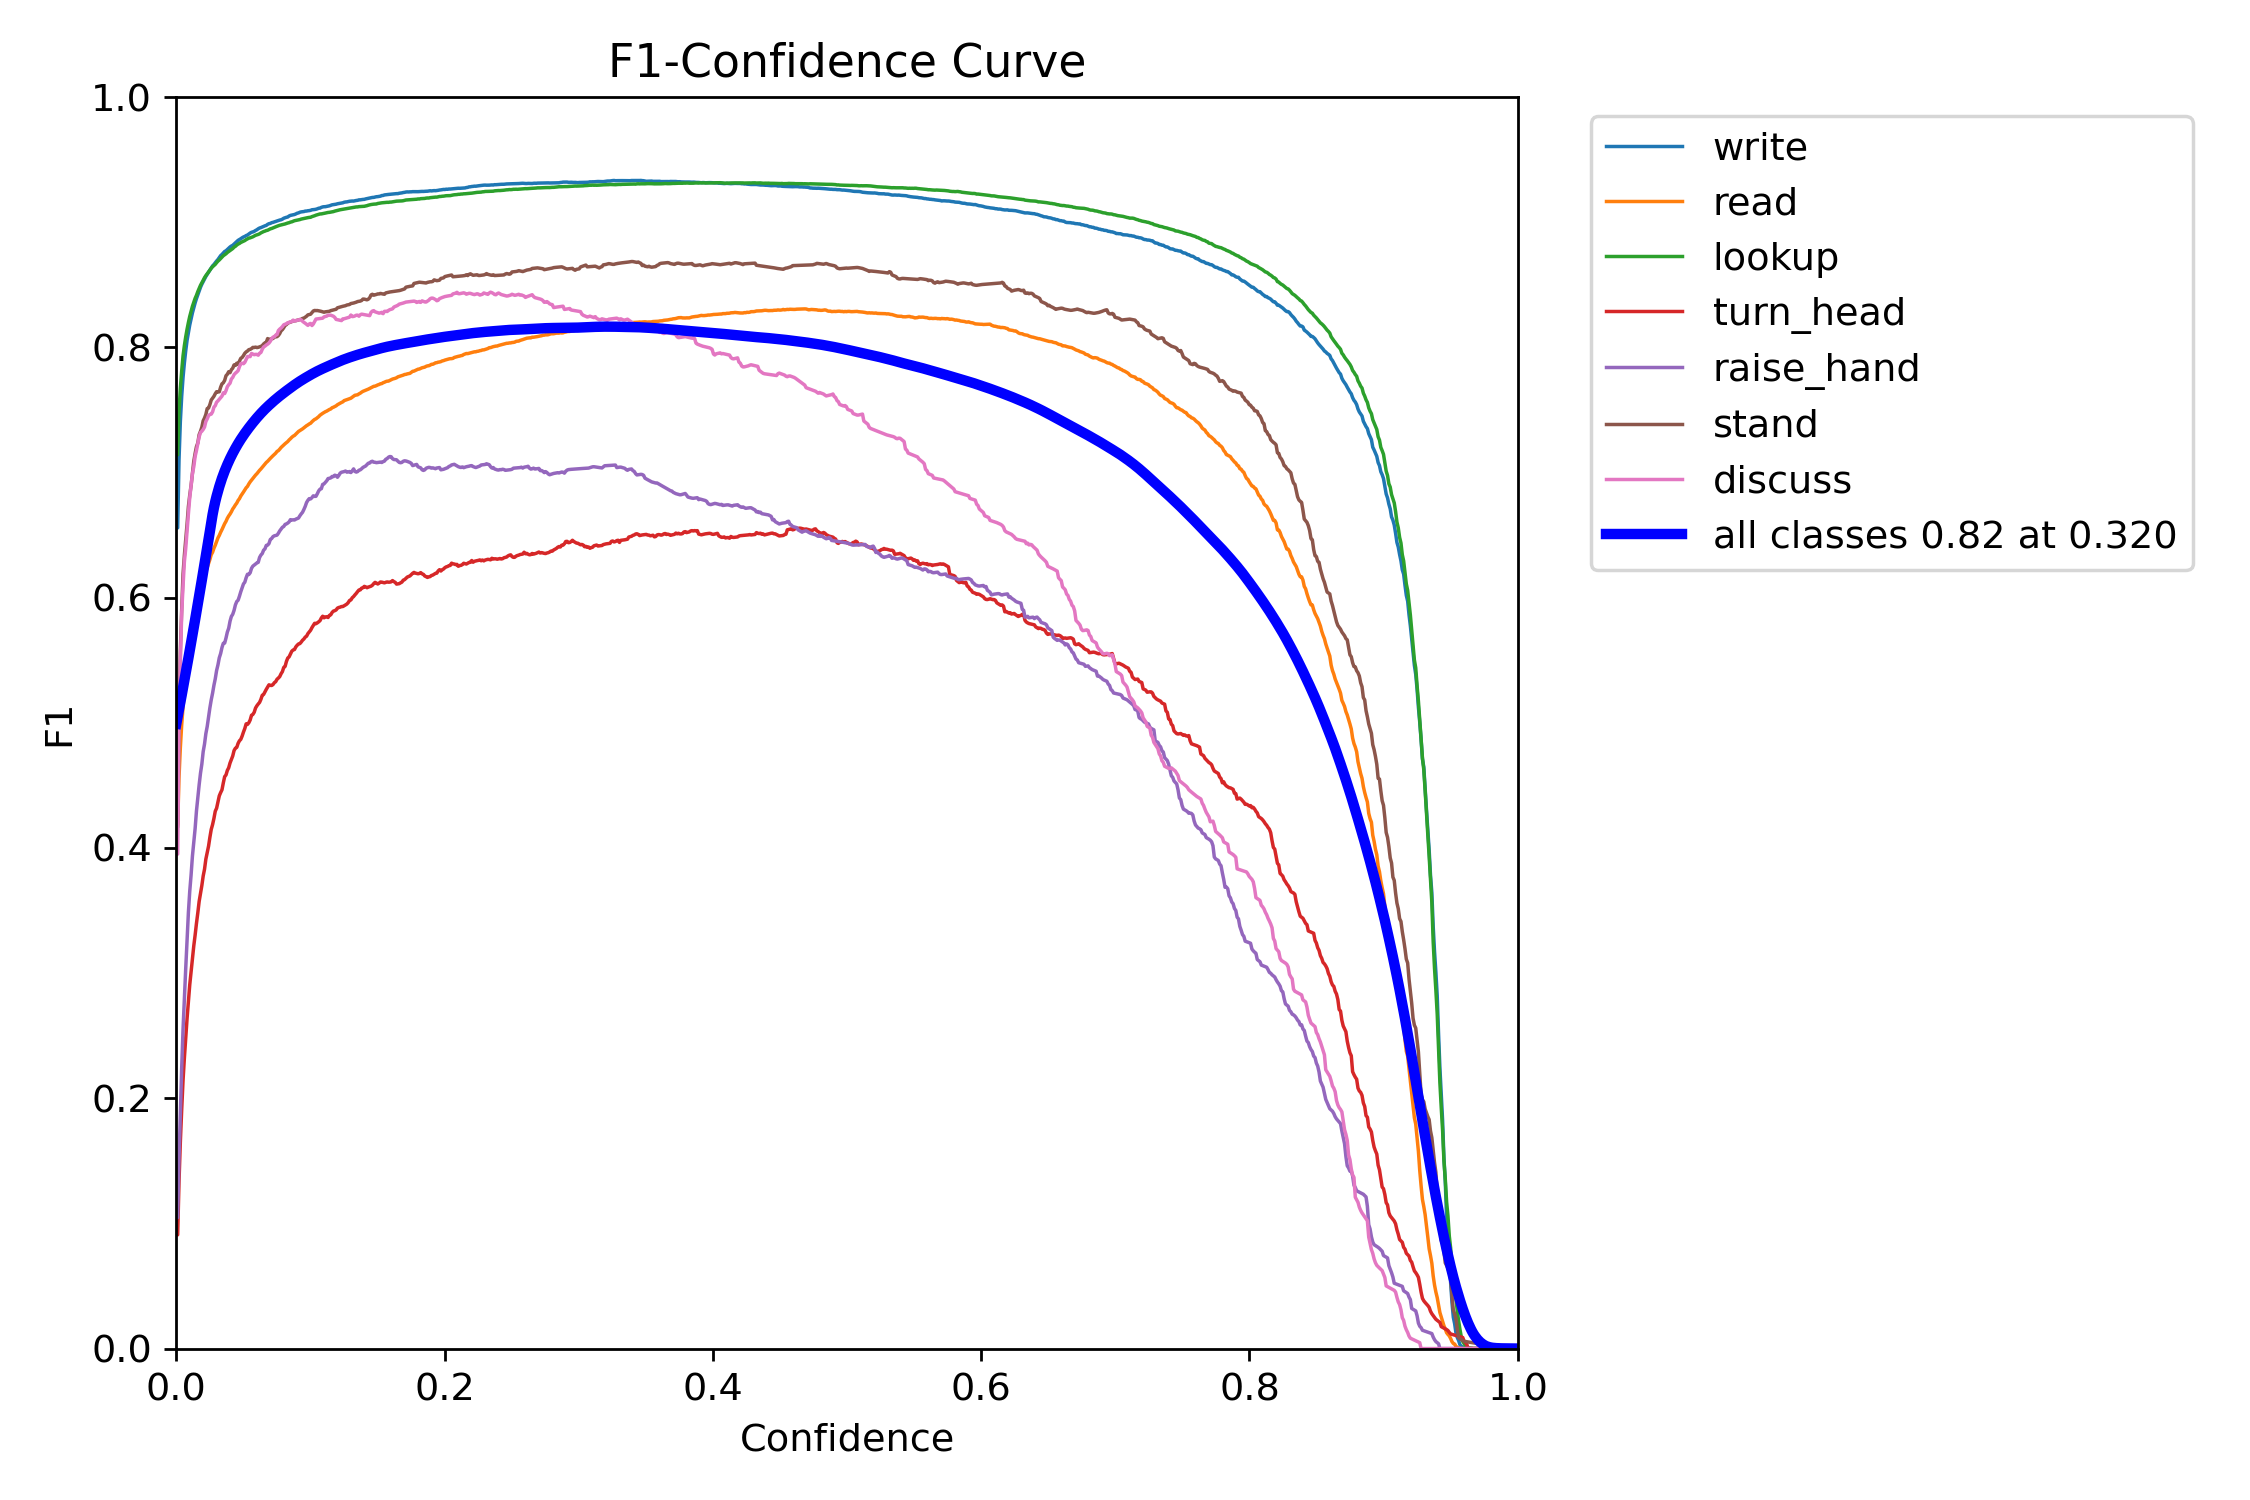 F1-Confidence Curve
1.0
0.8
0.6
0.4
0.2
0.0
F1
0.0 0.2 0.4 0.6 0.8 1.0
Confidence
write
read
lookup
turn_head
raise_hand
stand
discuss
all classes 0.82 at 0.320